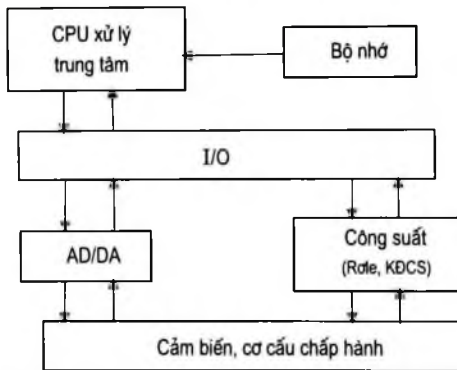 CPU xử lý
trung tâm
Bộ nhớ
I/O
AD/DA
Công suất
(Rơle, KĐCS)
Cảm biến, cơ cấu chấp hành